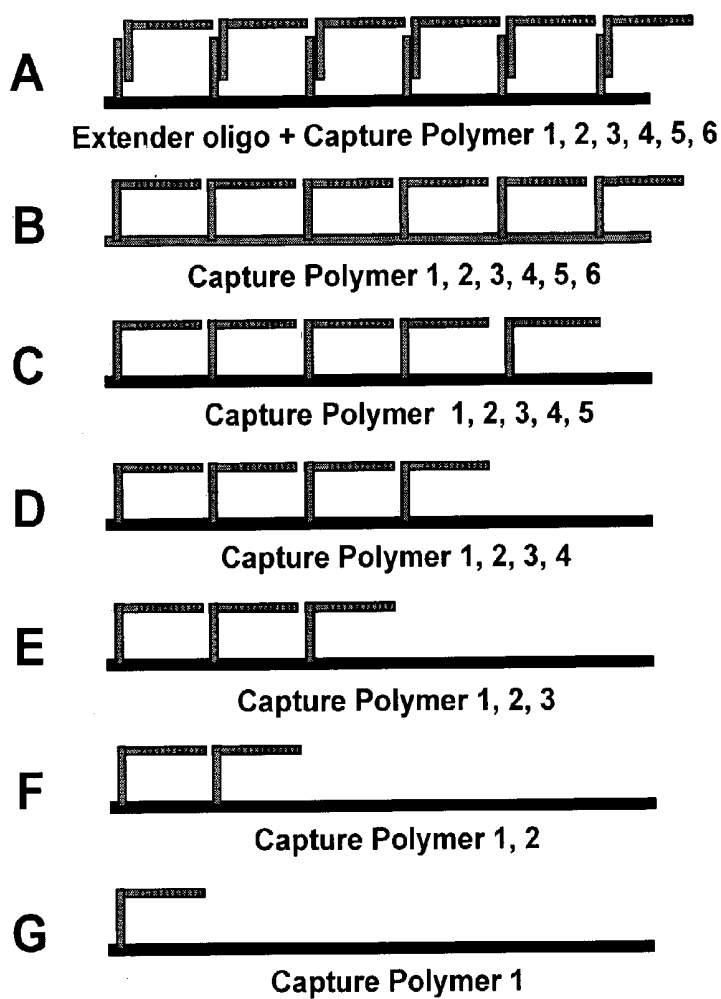 A
Extender oligo + Capture Polymer 1, 2, 3, 4, 5, 6
B
Capture Polymer 1, 2, 3, 4, 5, 6
C
Capture Polymer 1, 2, 3, 4, 5
D
Capture Polymer 1, 2, 3, 4
E
Capture Polymer 1, 2, 3
F
Capture Polymer 1, 2
G
Capture Polymer 1